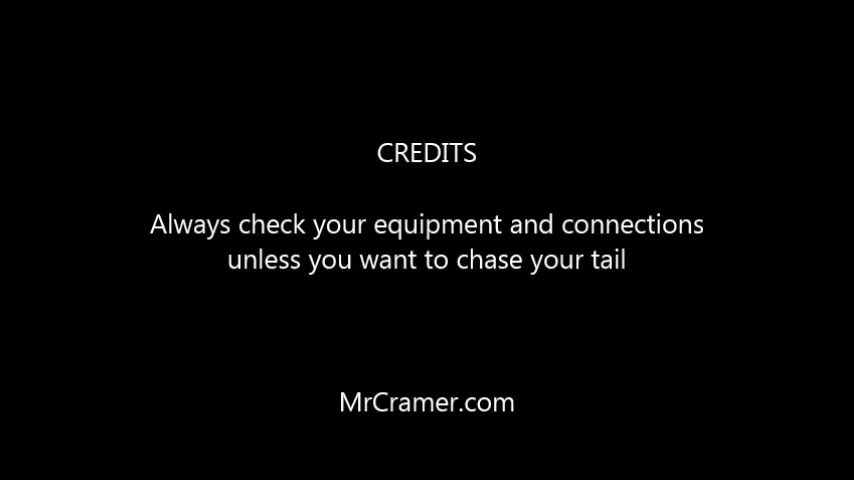 CREDITS
Always check your equipment and connections
unless you want to chase your tail
MrCramer.com